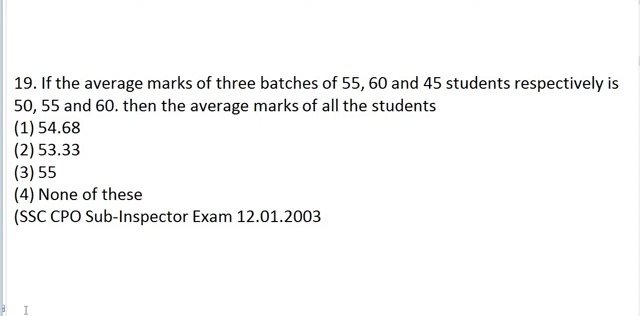 19. If the average marks of three batches of 55, 60 and 45 students respectively is
50, 55 and 60. then the average marks of all the students
(1) 54.68
(2) 53.33
(3) 55
(4) None of these
(SSC CPO Sub-Inspector Exam 12.01.2003